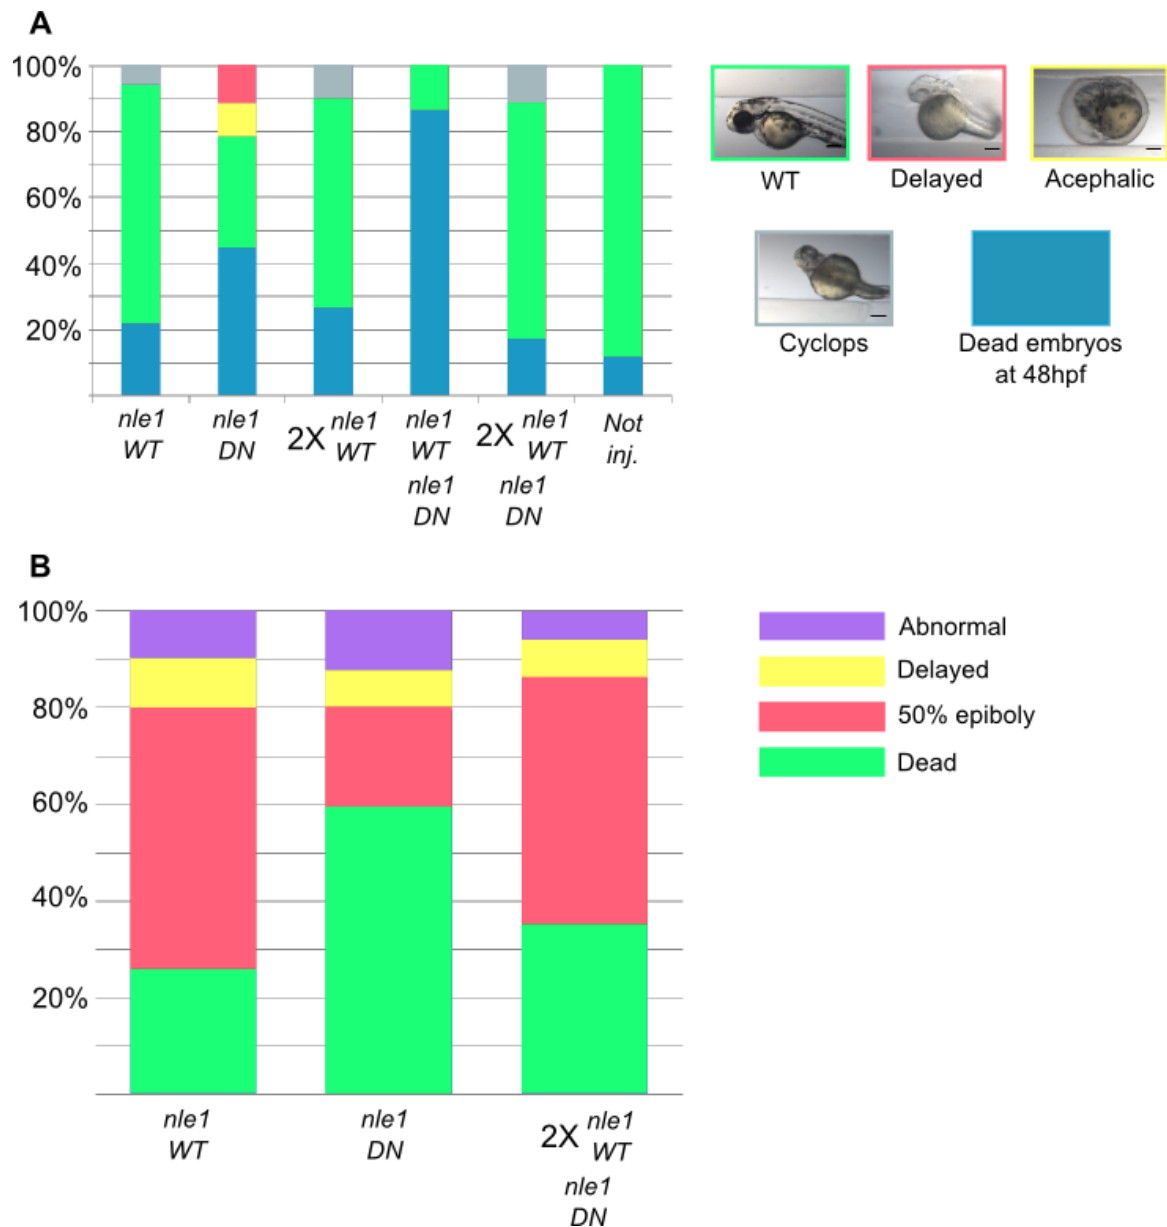 A
100%
80%
60%
40%
20%
nle1
WT
nle1
DN
2X nle1
WT
nle1
WT
nle1
DN
2X nle1
WT
nle1
DN
Not
inj.
WT
Delayed
Acephalic
Cyclops
Dead embryos
at 48hpf
B
100%
80%
60%
40%
20%
nle1
WT
nle1
DN
2X nle1
WT
nle1
DN
Abnormal
Delayed
50% epiboly
Dead